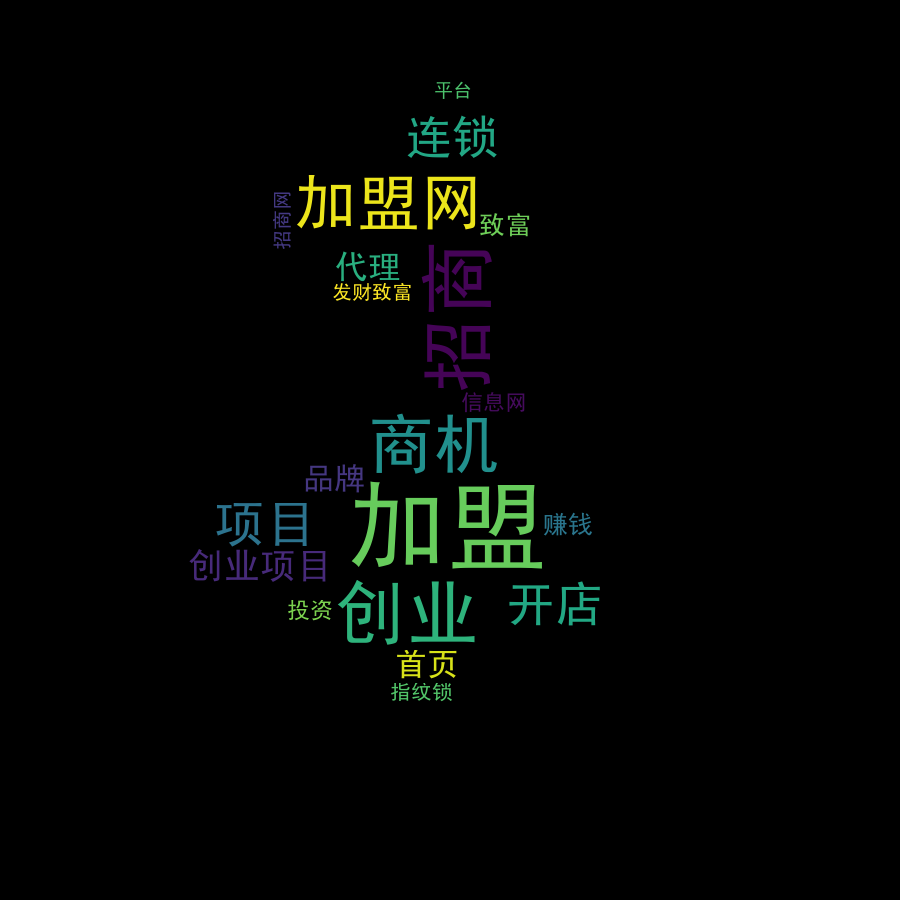 平台
连锁
加盟网
招商网
致富
代理
发财致富
招商
信息网
商机
品牌
加盟
项目
赚钱
创业项目
创业
开店
投资
首页
指纹锁